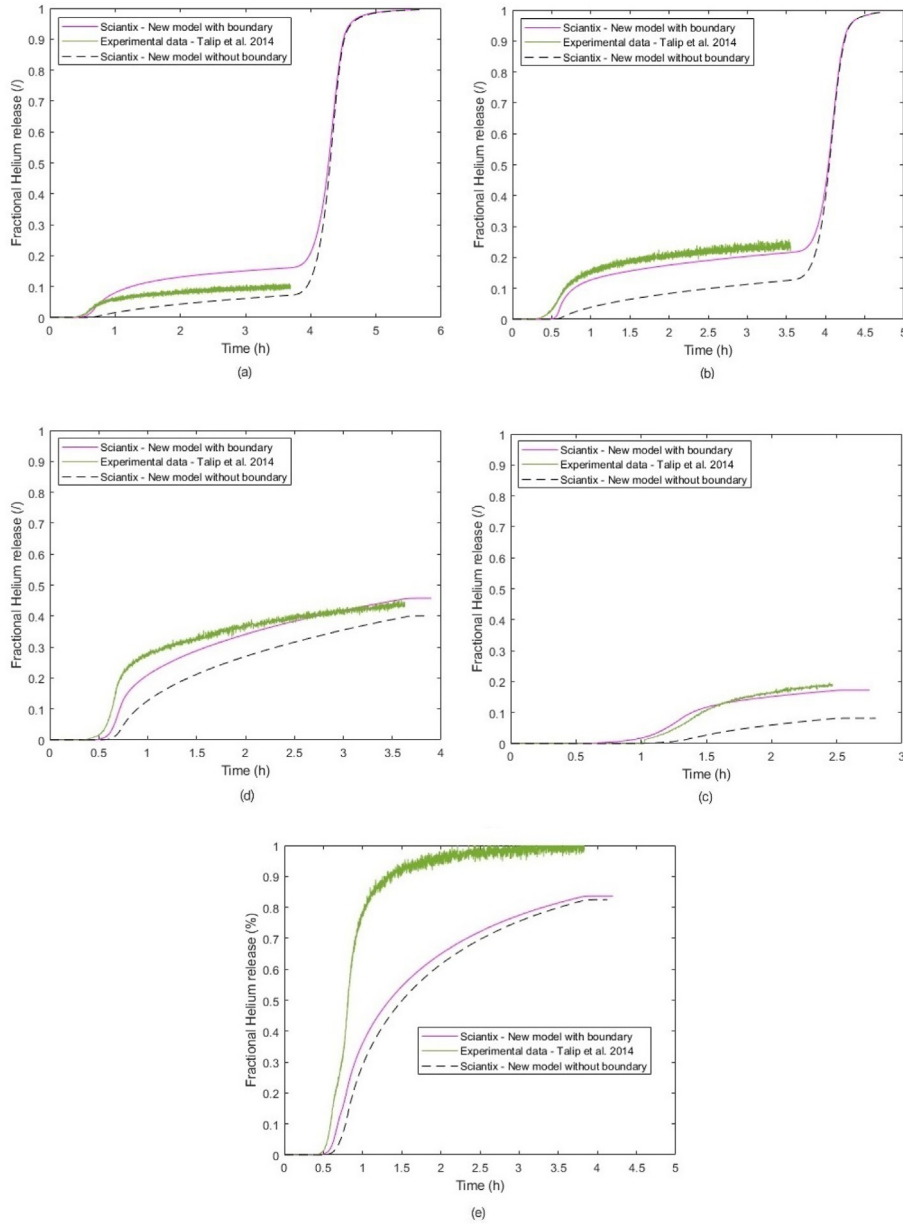 Sciantix - New model with boundary
Experimental data - Talip et al. 2014
Sciantix - New model without boundary
Fractional Helium release (/)
1
0.9
0.8
0.7
0.6
0.5
0.4
0.3
0.2
0.1
0
0 1 2 3 4 5 6
Time (h)
(a)
Sciantix - New model with boundary
Experimental data - Talip et al. 2014
Sciantix - New model without boundary
Fractional Helium release (/)
1
0.9
0.8
0.7
0.6
0.5
0.4
0.3
0.2
0.1
0
0 0.5 1 1.5 2 2.5 3 3.5 4 4.5 5
Time (h)
(b)
Sciantix - New model with boundary
Experimental data - Talip et al. 2014
Sciantix - New model without boundary
Fractional Helium release (/)
1
0.9
0.8
0.7
0.6
0.5
0.4
0.3
0.2
0.1
0
0 0.5 1 1.5 2 2.5 3 3.5 4
Time (h)
(d)
Sciantix - New model with boundary
Experimental data - Talip et al. 2014
Sciantix - New model without boundary
Fractional Helium release (/)
1
0.9
0.8
0.7
0.6
0.5
0.4
0.3
0.2
0.1
0
0 0.5 1 1.5 2 2.5 3
Time (h)
(c)
Fractional Helium release (%)
1
0.9
0.8
0.7
0.6
0.5
0.4
0.3
0.2
0.1
0
Sciantix - New model with boundary
Experimental data - Talip et al. 2014
Sciantix - New model without boundary
0 0.5 1 1.5 2 2.5 3 3.5 4 4.5 5
Time (h)
(e)